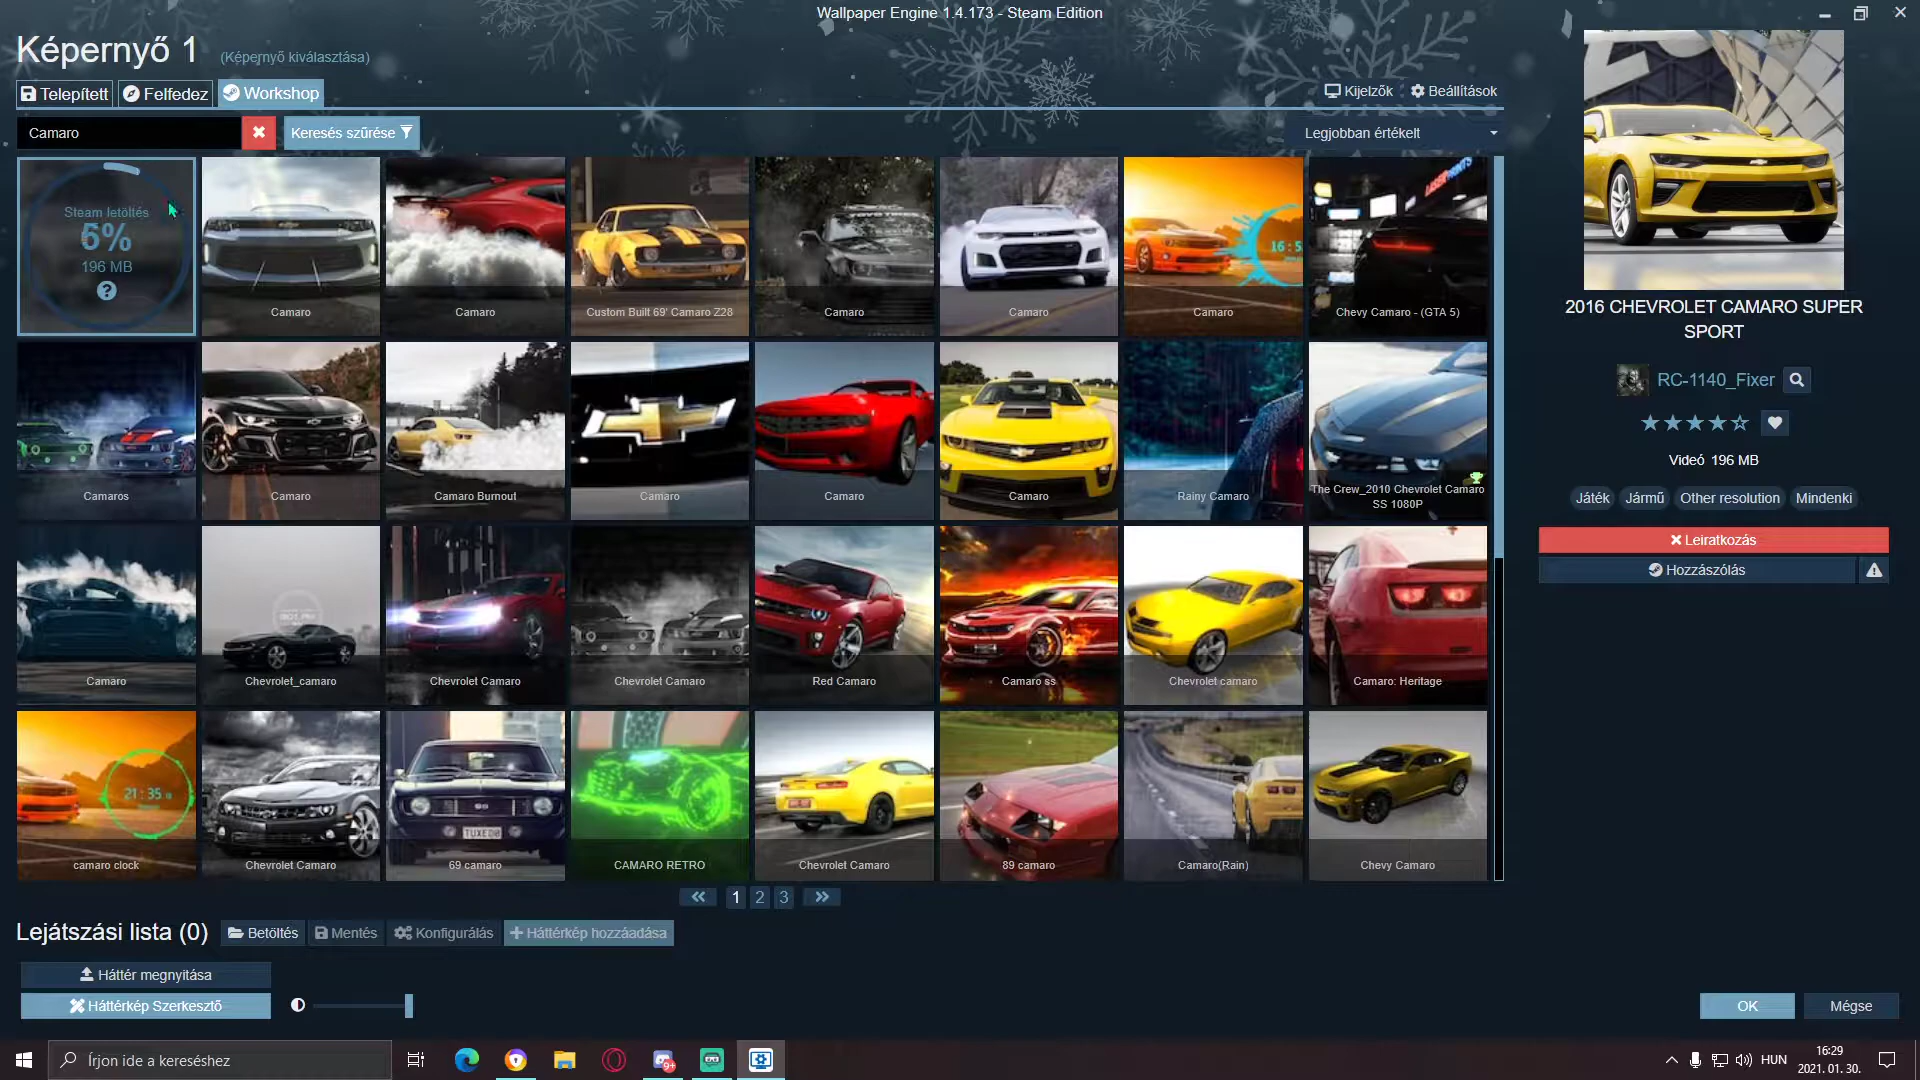 Wallpaper Engine 1.4.173 - Steam Edition
Képernyő 1 (Képernyő kiválasztása)
Telepített Felfedez Workshop
Kijelzők Beállítások
Camaro
Keresés szűrése
Legjobban értékelt
Steam letöltés
5%
196 MB
Camaro
Camaro
Custom Built 69' Camaro Z28
Camaro
Camaro
16:5
Camaro
Chevy Camaro - (GTA 5)
Camaros
Camaro
Camaro Burnout
Camaro
Camaro
Camaro
Rainy Camaro
The Crew_2010 Chevrolet Camaro
SS 1080P
Camaro
Chevrolet_camaro
Chevrolet Camaro
Chevrolet Camaro
Red Camaro
Camaro ss
Chevrolet camaro
Camaro: Heritage
21:35
camaro clock
Chevrolet Camaro
TUXEDO
69 camaro
CAMARO RETRO
Chevrolet Camaro
89 camaro
Camaro(Rain)
Chevy Camaro
1 2 3
2016 CHEVROLET CAMARO SUPER
SPORT
RC-1140_Fixer
Videó 196 MB
Játék Jármű Other resolution Mindenki
Leiratkozás
Hozzászólás
Lejátszási lista (0) Betöltés Mentés Konfigurálás Háttérkép hozzáadása
Háttér megnyitása
Háttérkép Szerkesztő
OK Mégse
Írjon ide a kereséshez
9+
HUN
16:29
2021. 01. 30.